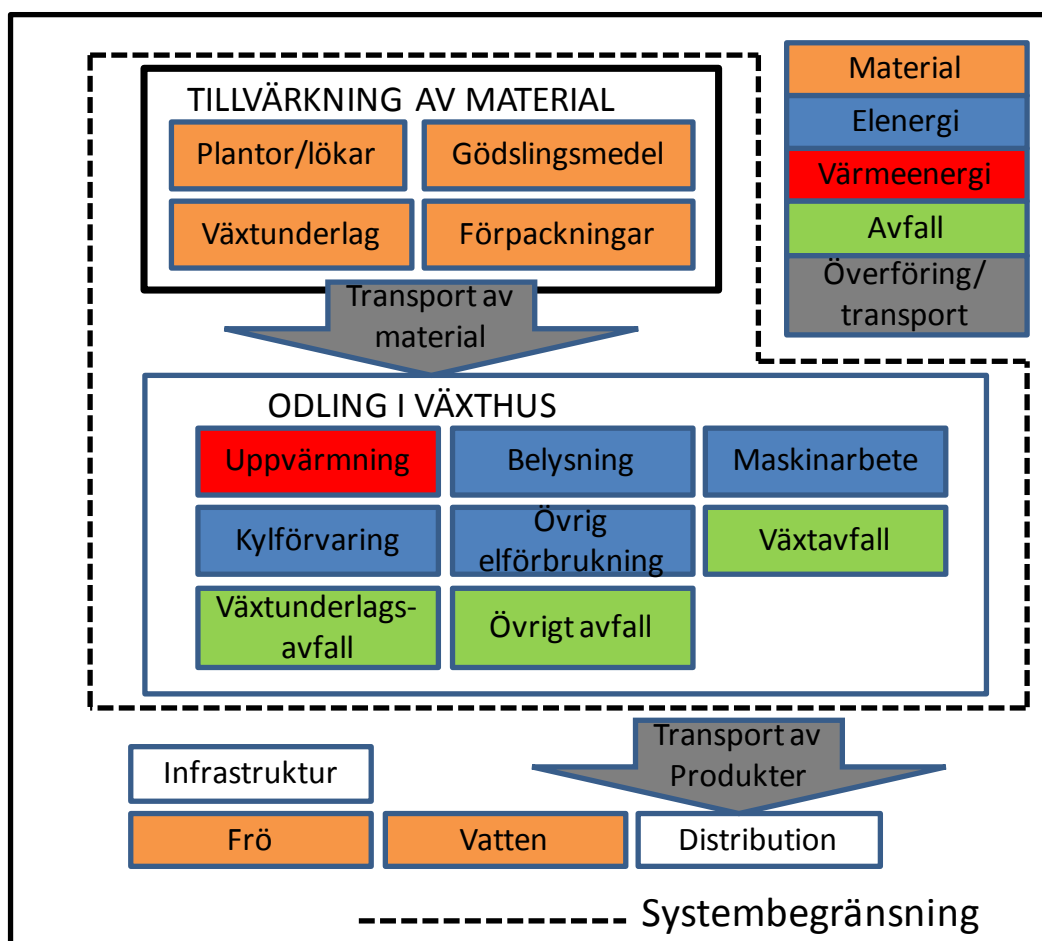 TILLVÄRKNING AV MATERIAL
Plantor/lökar
Gödslingsmedel
Växtunderlag
Förpackningar
Material
Elenergi
Värmeenergi
Avfall
Överföring/
transport
Transport av
material
ODLING I VÄXTHUS
Uppvärmning
Belysning
Maskinarbete
Kylförvaring
Övrig
elförbrukning
Växtavfall
Växtunderlags-
avfall
Övrigt avfall
Transport av
Produkter
Infrastruktur
Frö
Vatten
Distribution
Systembegränsning